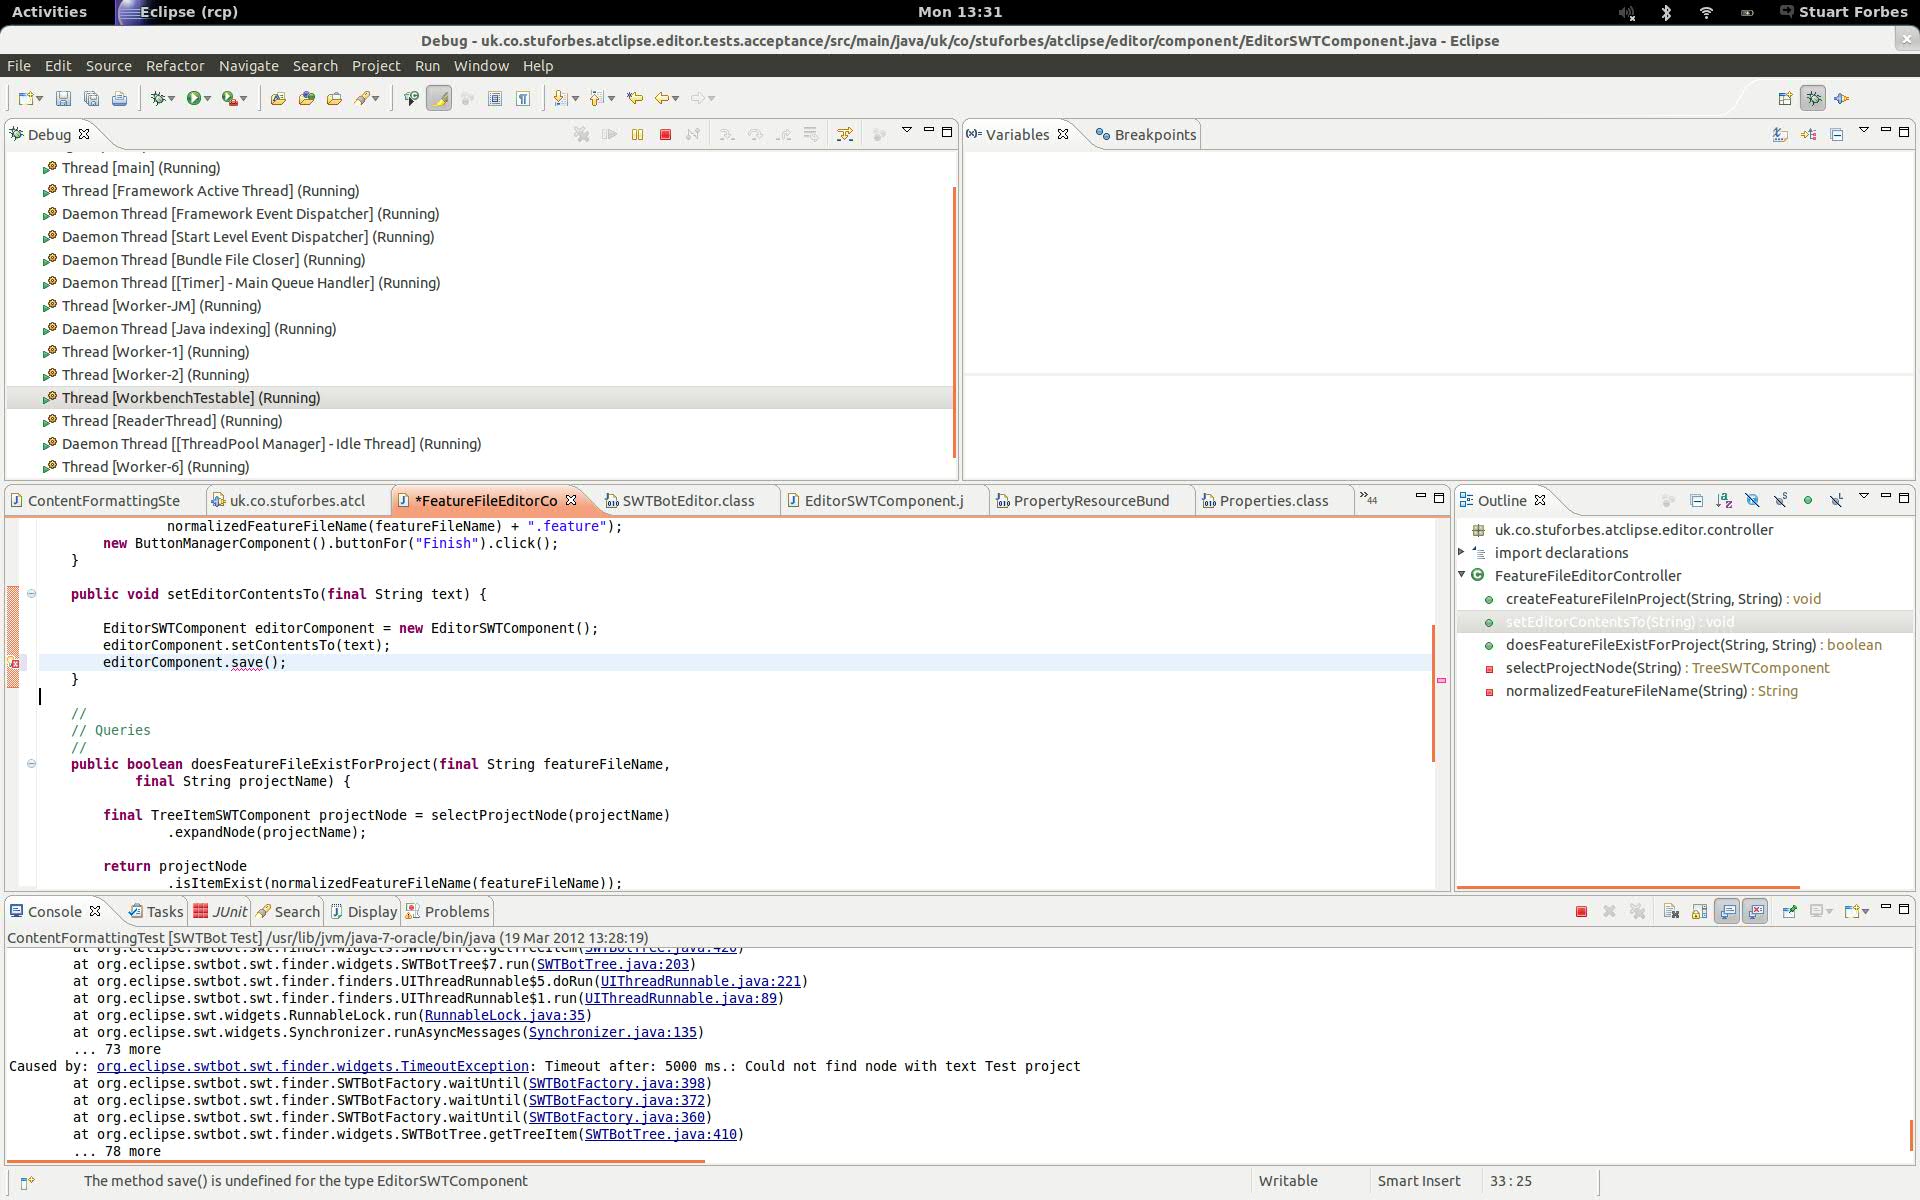 Activities
Eclipse (rcp)
Mon 13:31
Stuart Forbes
Debug - uk.co.stuforbes.atclipse.editor.tests.acceptance/src/main/java/uk/co/stuforbes/atclipse/editor/component/EditorSWTComponent.java - Eclipse
File Edit Source Refactor Navigate Search Project Run Window Help
Debug
Thread [main] (Running)
Thread [Framework Active Thread] (Running)
Daemon Thread [Framework Event Dispatcher] (Running)
Daemon Thread [Start Level Event Dispatcher] (Running)
Daemon Thread [Bundle File Closer] (Running)
Daemon Thread [[Timer] - Main Queue Handler] (Running)
Thread [Worker-JM] (Running)
Daemon Thread [Java indexing] (Running)
Thread [Worker-1] (Running)
Thread [Worker-2] (Running)
Thread [WorkbenchTestable] (Running)
Thread [ReaderThread] (Running)
Daemon Thread [[ThreadPool Manager] - Idle Thread] (Running)
Thread [Worker-6] (Running)
Variables
Breakpoints
ContentFormattingSte
uk.co.stuforbes.atcl
*FeatureFileEditorCo
SWTBotEditor.class
EditorSWTComponent.j
PropertyResourceBund
Properties.class
»44
normalizedFeatureFileName(featureFileName) + ".feature");
new ButtonManagerComponent().buttonFor("Finish").click();
}
public void setEditorContentsTo(final String text) {
EditorSWTComponent editorComponent = new EditorSWTComponent();
editorComponent.setContentsTo(text);
editorComponent.save();
}
//
// Queries
//
public boolean doesFeatureFileExistForProject(final String featureFileName,
final String projectName) {
final TreeItemSWTComponent projectNode = selectProjectNode(projectName)
.expandNode(projectName);
return projectNode
.isItemExist(normalizedFeatureFileName(featureFileName));
Outline
uk.co.stuforbes.atclipse.editor.controller
import declarations
FeatureFileEditorController
createFeatureFileInProject(String, String) : void
setEditorContentsTo(String) : void
doesFeatureFileExistForProject(String, String) : boolean
selectProjectNode(String) : TreeSWTComponent
normalizedFeatureFileName(String) : String
Console
Tasks
JUnit
Search
Display
Problems
ContentFormattingTest [SWTBot Test] /usr/lib/jvm/java-7-oracle/bin/java (19 Mar 2012 13:28:19)
at org.eclipse.swtbot.swt.finder.widgets.SWTBotTree.getTreeItem(SWTBotTree.java:420)
at org.eclipse.swtbot.swt.finder.widgets.SWTBotTree$7.run(SWTBotTree.java:203)
at org.eclipse.swtbot.swt.finder.finders.UIThreadRunnable$5.doRun(UIThreadRunnable.java:221)
at org.eclipse.swtbot.swt.finder.finders.UIThreadRunnable$1.run(UIThreadRunnable.java:89)
at org.eclipse.swt.widgets.RunnableLock.run(RunnableLock.java:35)
at org.eclipse.swt.widgets.Synchronizer.runAsyncMessages(Synchronizer.java:135)
... 73 more
Caused by: org.eclipse.swtbot.swt.finder.widgets.TimeoutException: Timeout after: 5000 ms.: Could not find node with text Test project
at org.eclipse.swtbot.swt.finder.SWTBotFactory.waitUntil(SWTBotFactory.java:398)
at org.eclipse.swtbot.swt.finder.SWTBotFactory.waitUntil(SWTBotFactory.java:372)
at org.eclipse.swtbot.swt.finder.SWTBotFactory.waitUntil(SWTBotFactory.java:360)
at org.eclipse.swtbot.swt.finder.widgets.SWTBotTree.getTreeItem(SWTBotTree.java:410)
... 78 more
The method save() is undefined for the type EditorSWTComponent
Writable
Smart Insert
33 : 25